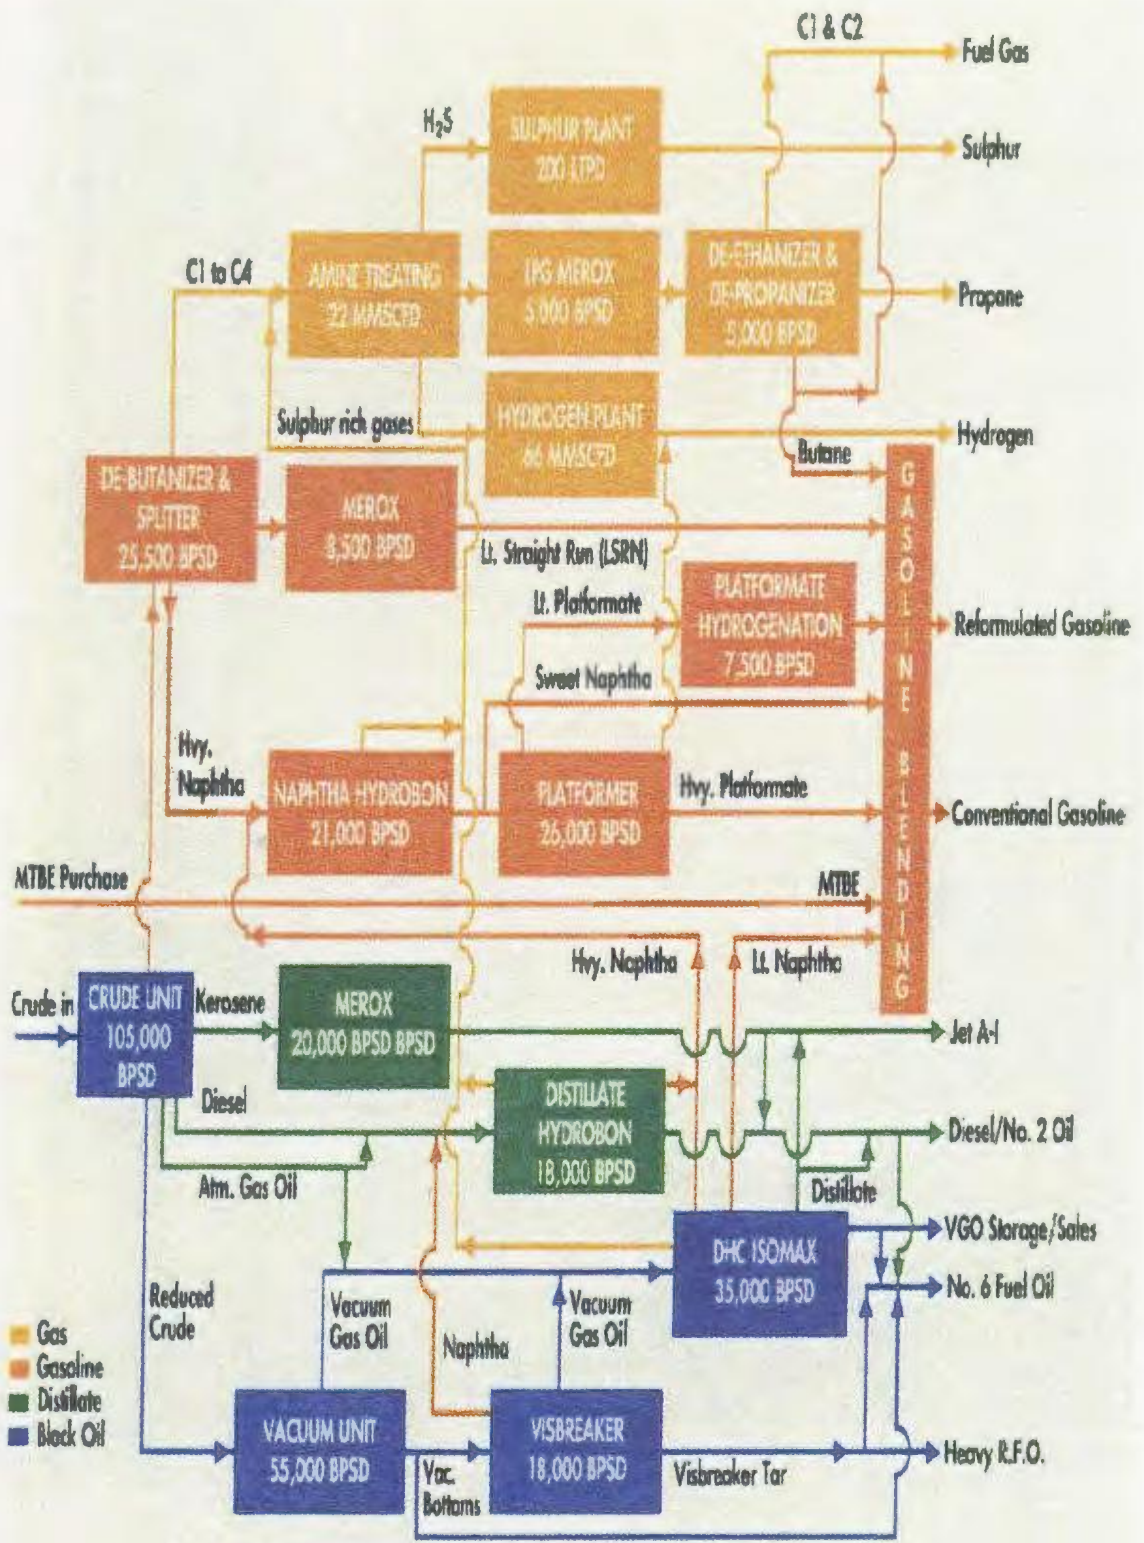 C1 & C2
Fuel Gas
H2S
SULPHUR PLANT
200 LTPD
Sulphur
C1 to C4
AMINE TREATING
22 MMSCFD
LPG MEROX
5,000 BPSD
DE-ETHANIZER &
DE-PROPANIZER
5,000 BPSD
Propane
Sulphur rich gases
HYDROGEN PLANT
66 MMSCFD
Hydrogen
Butane
DE-BUTANIZER &
SPLITTER
25,500 BPSD
MEROX
8,500 BPSD
Lt. Straight Run (LSRN)
GASOLINE BLENDING
Lt. Platformate
PLATFORMATE
HYDROGENATION
7,500 BPSD
Reformulated Gasoline
Sweet Naphtha
Hvy.
Naphtha
NAPHTHA HYDROBON
21,000 BPSD
PLATFORMER
26,000 BPSD
Hvy. Platformate
Conventional Gasoline
MTBE Purchase
MTBE
Hvy. Naphtha
Lt. Naphtha
Crude in
CRUDE UNIT
105,000
BPSD
Kerosene
MEROX
20,000 BPSD BPSD
Jet A-I
Diesel
DISTILLATE
HYDROBON
18,000 BPSD
Diesel/No. 2 Oil
Atm. Gas Oil
Distillate
DHC ISOMAX
35,000 BPSD
VGO Storage/Sales
No. 6 Fuel Oil
Reduced
Crude
Vacuum
Gas Oil
Vacuum
Gas Oil
Naphtha
Gas
Gasoline
Distillate
Black Oil
VACUUM UNIT
55,000 BPSD
Vac.
Bottoms
VISBREAKER
18,000 BPSD
Visbreaker Tar
Heavy R.F.O.